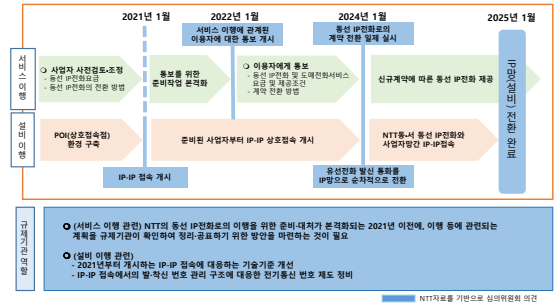 2021년 1월
2022년 1월
2024년 1월
2025년 1월
서비스 이행에 관계된
이용자에 대한 통보 개시
동선 IP전화로의
계약 전환 일제 실시
서비스 이행
○ 사업자 사전검토·조정
- 동선 IP전화요금
- 동선 IP전화의 전환 방법
통보를 위한
준비작업 본격화
○ 이용자에게 통보
- 동선 IP전화 및 도매전화서비스
요금 및 제공조건
- 계약 전환 방법
신규계약에 따른 동선 IP전화 제공
IP망(설비) 전환 완료
설비 이행
POI(상호접속점)
환경 구축
준비된 사업자부터 IP-IP 상호접속 개시
NTT동·서 동선 IP전화와
사업자망간 IP-IP접속
IP-IP 접속 개시
유선전화 발신 통화를
IP망으로 순차적으로 전환
규제기관 역할
(서비스 이행 관련) NTT의 동선 IP전화로의 이행을 위한 준비·대처가 본격화되는 2021년 이전에, 이행 등에 관련되는
계획을 규제기관이 확인하여 정리·공표하기 위한 방안을 마련하는 것이 필요
(설비 이행 관련)
- 2021년부터 개시하는 IP-IP 접속에 대응하는 기술기준 개선
- IP-IP 접속에서의 발·착신 번호 관리 구조에 대응한 전기통신 번호 제도 정비
NTT자료를 기반으로 심의위원회 의견